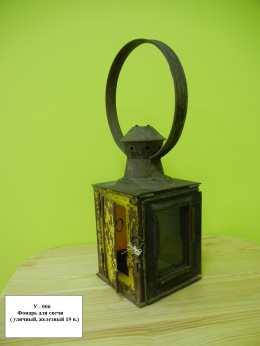 У - 006
Фонарь для свечи
( уличный, железный 19 в.)